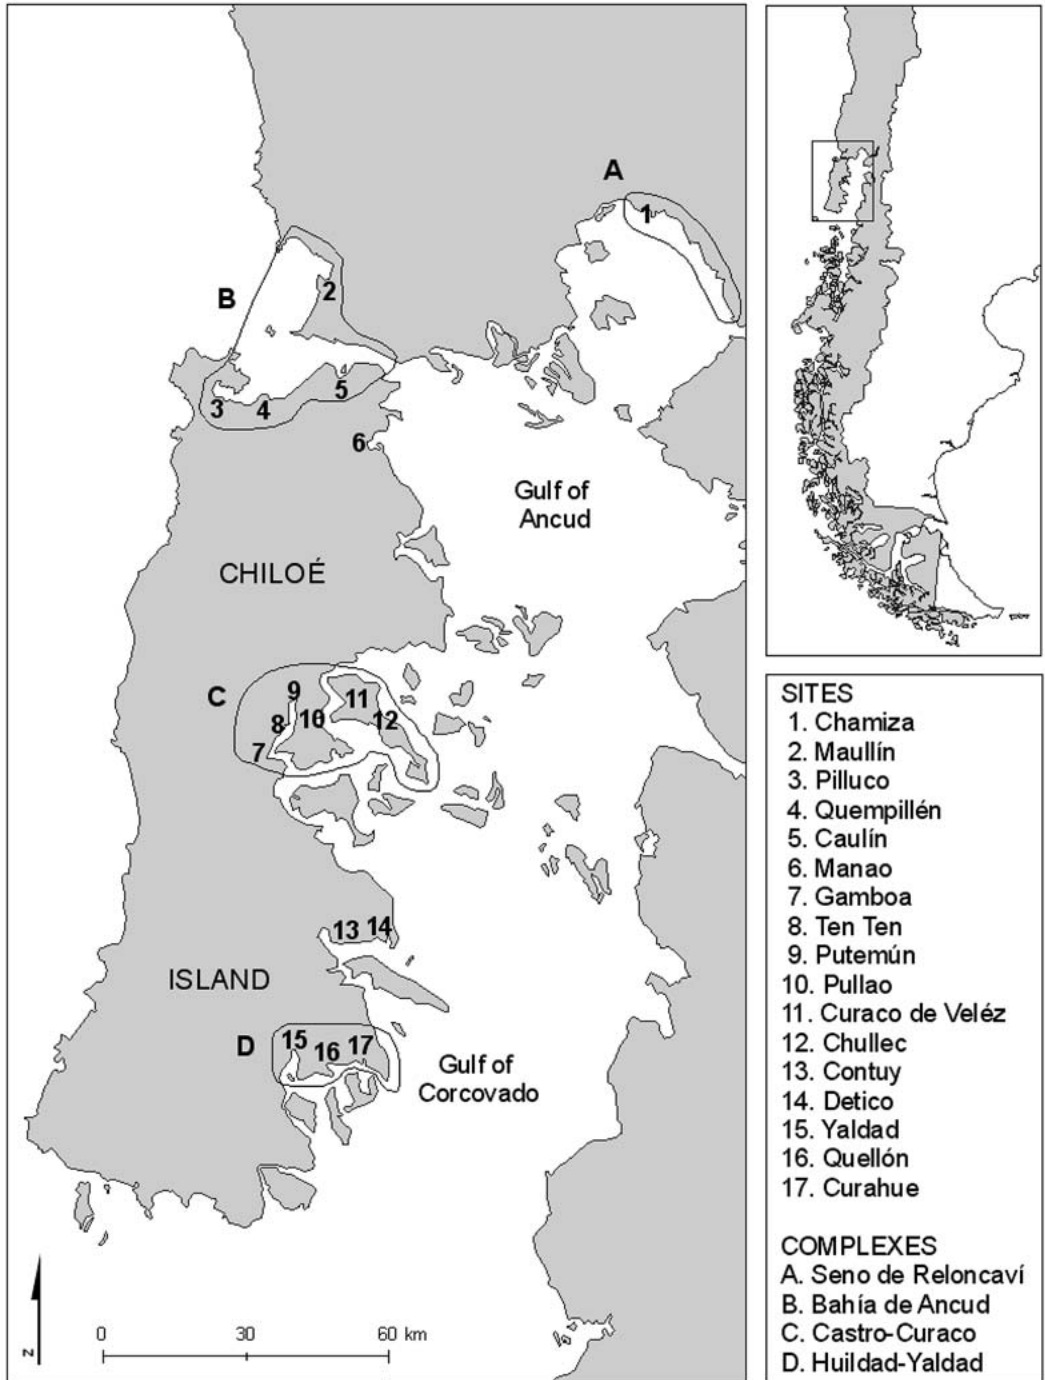 A
1
B
2
3
4
5
6
Gulf of
Ancud
CHILOÉ
C
9
11
8
10
12
7
13
14
ISLAND
D
15
16
17
Gulf of
Corcovado
0
30
60 km
N
SITES
1. Chamiza
2. Maullín
3. Pilluco
4. Quempillén
5. Caulín
6. Manao
7. Gamboa
8. Ten Ten
9. Putemún
10. Pullao
11. Curaco de Veléz
12. Chullec
13. Contuy
14. Detico
15. Yaldad
16. Quellón
17. Curahue
COMPLEXES
A. Seno de Reloncaví
B. Bahía de Ancud
C. Castro-Curaco
D. Huildad-Yaldad